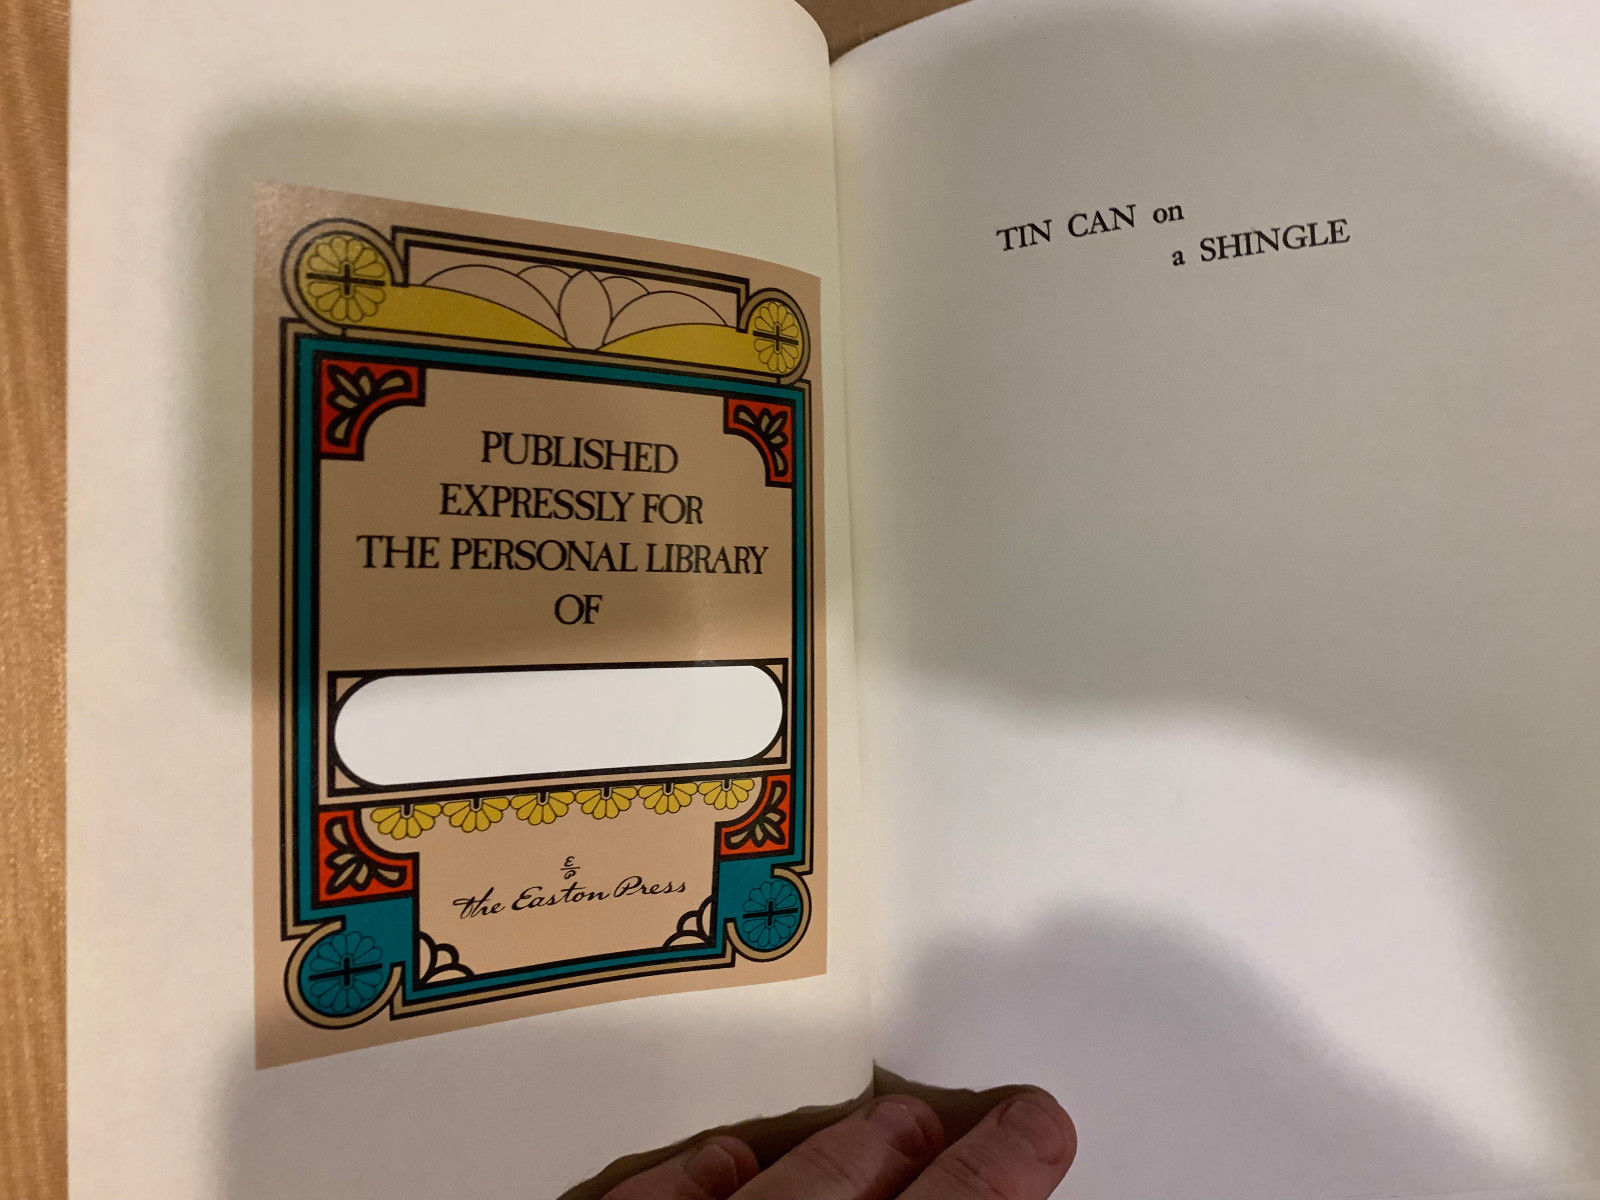 PUBLISHED
EXPRESSLY FOR
THE PERSONAL LIBRARY
OF
E
P
The Easton Press
TIN CAN on
a SHINGLE